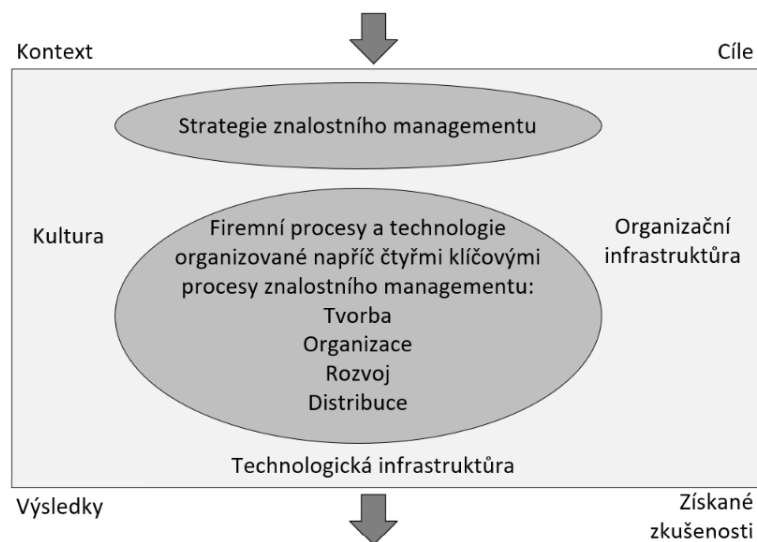 Kontext
Cíle
Strategie znalostního managementu
Kultura
Firemní procesy a technologie
organizované napříč čtyřmi klíčovými
procesy znalostního managementu:
Tvorba
Organizace
Rozvoj
Distribuce
Organizační
infrastruktůra
Technologická infrastruktůra
Výsledky
Získané
zkušenosti